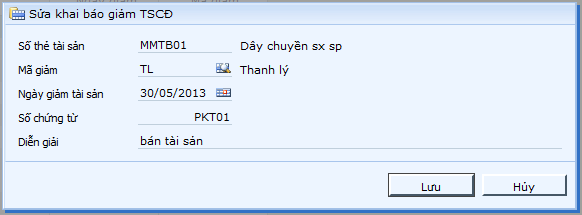 Sửa khai báo giảm TSCĐ
Số thẻ tài sản MMTB01 Dây chuyền sx sp
Mã giảm TL Thanh lý
Ngày giảm tài sản 30/05/2013
Số chứng từ PKT01
Diễn giải bán tài sản
Lưu Hủy